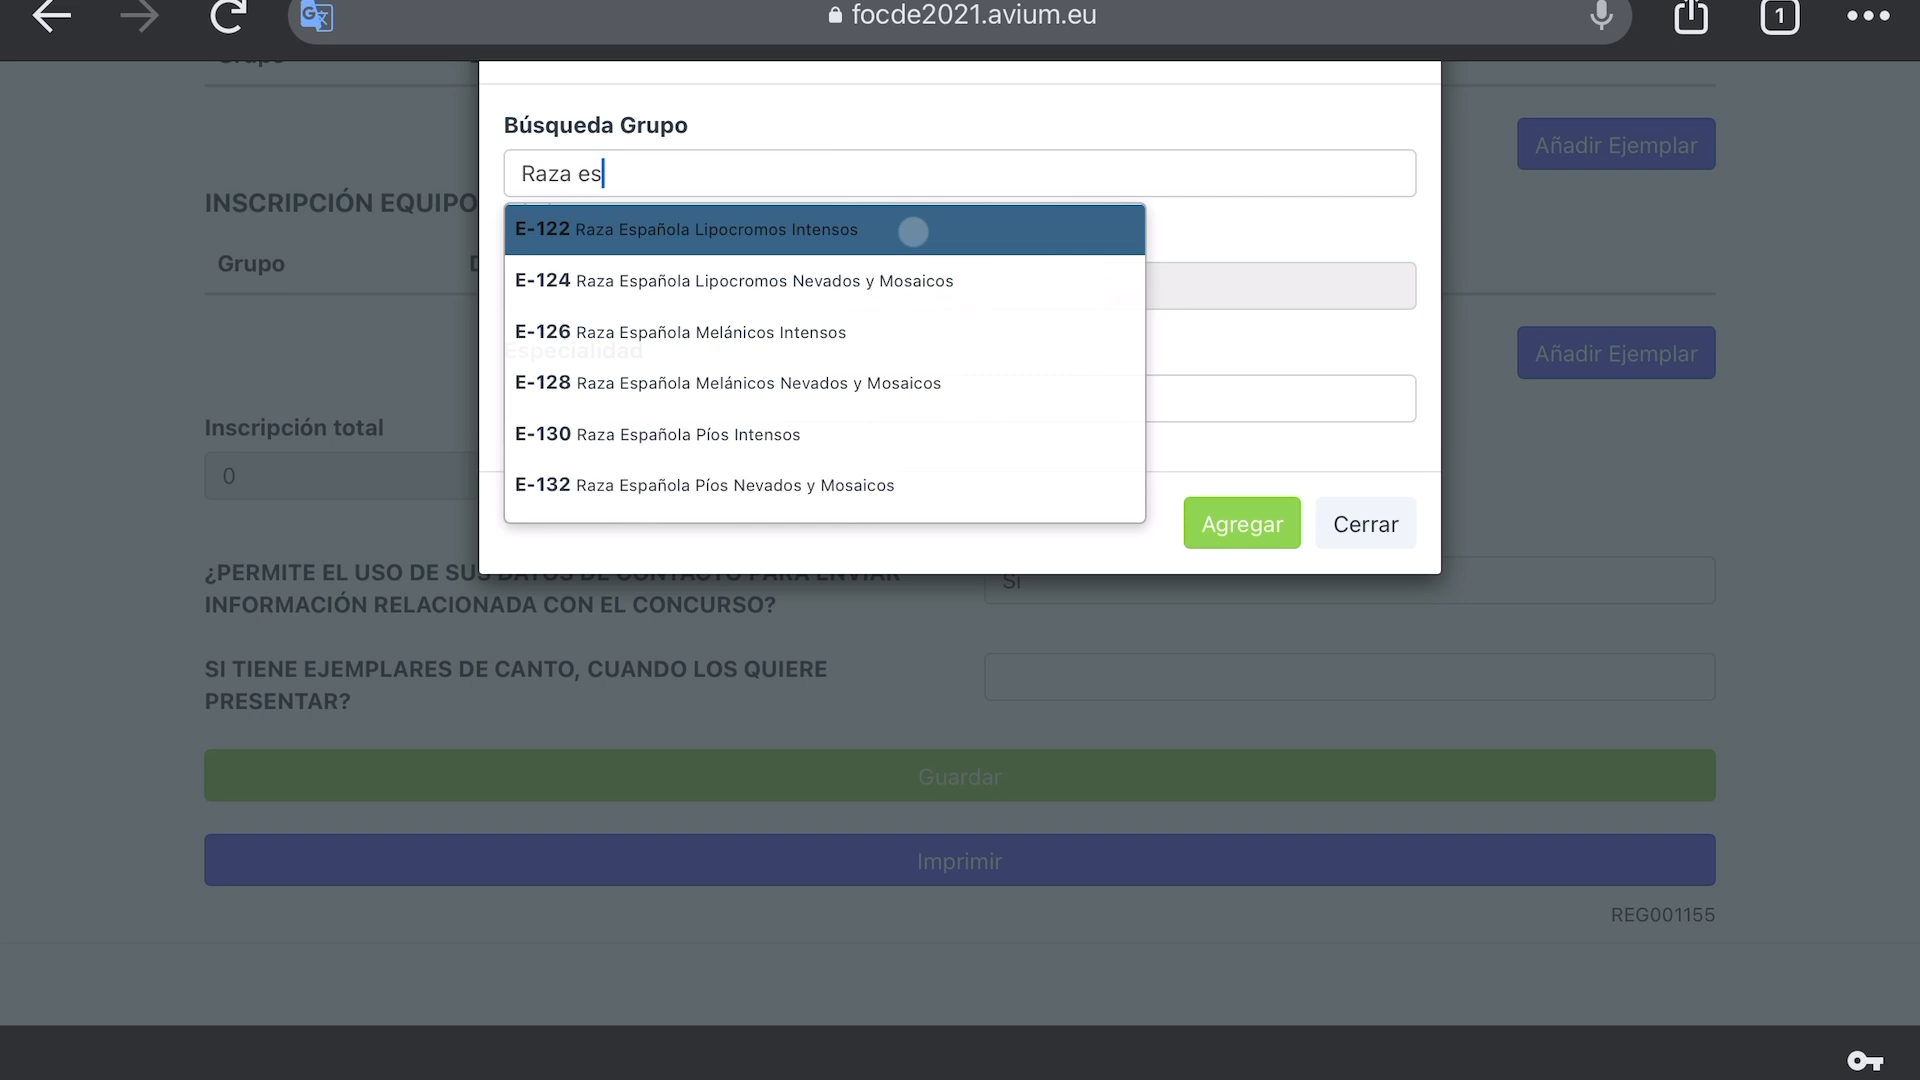 focde2021.avium.eu
1
Grupo
Búsqueda Grupo
Raza es
Añadir Ejemplar
INSCRIPCIÓN EQUIPO
E-122 Raza Española Lipocromos Intensos
Grupo
E-124 Raza Española Lipocromos Nevados y Mosaicos
E-126 Raza Española Melánicos Intensos
Especialidad
Añadir Ejemplar
E-128 Raza Española Melánicos Nevados y Mosaicos
Inscripción total
E-130 Raza Española Píos Intensos
0
E-132 Raza Española Píos Nevados y Mosaicos
Agregar
Cerrar
¿PERMITE EL USO DE SUS DATOS DE CONTACTO PARA ENVIAR
INFORMACIÓN RELACIONADA CON EL CONCURSO?
SI
SI TIENE EJEMPLARES DE CANTO, CUANDO LOS QUIERE
PRESENTAR?
Guardar
Imprimir
REG001155